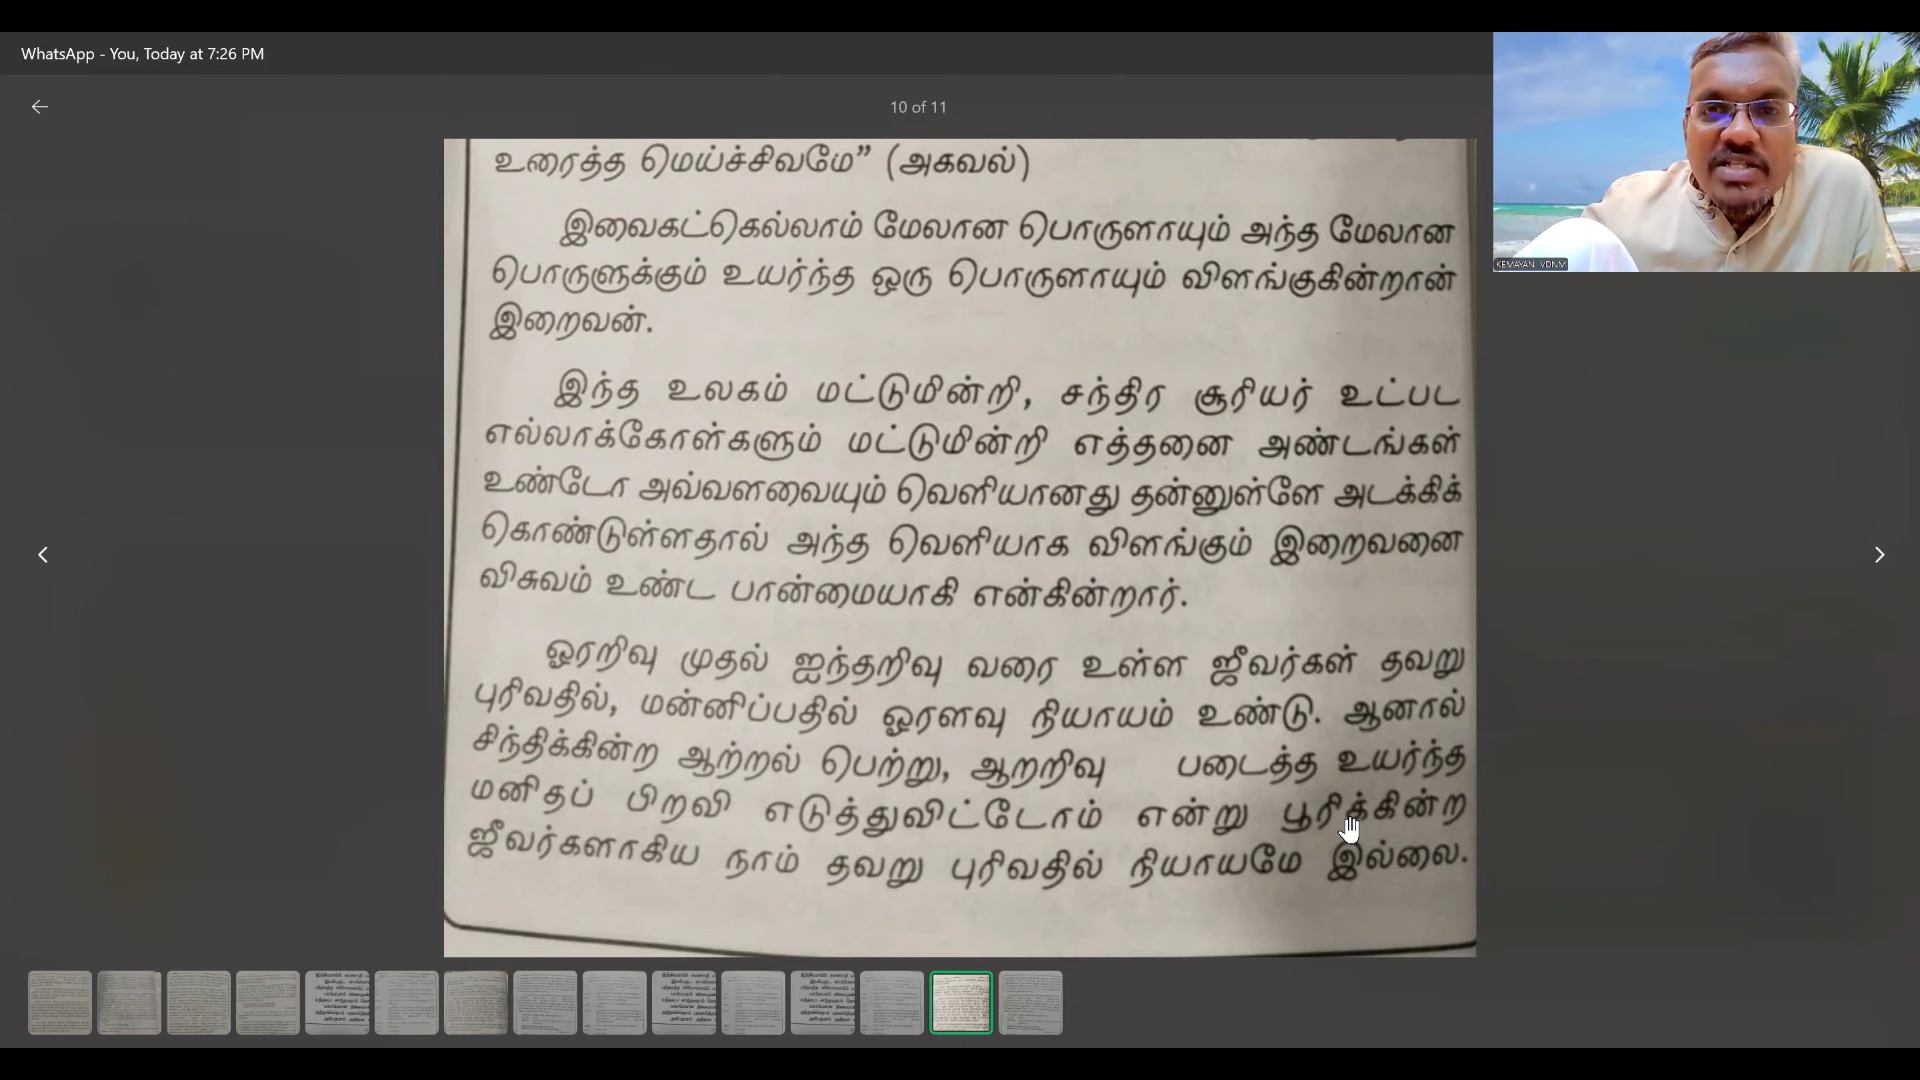 WhatsApp - You, Today at 7:26 PM
10 of 11
KEMAYAN_VDNM
உரைத்த மெய்ச்சிவமே” (அகவல்)
இவைகட்கெல்லாம் மேலான பொருளாயும் அந்த மேலான
பொருளுக்கும் உயர்ந்த ஒரு பொருளாயும் விளங்குகின்றான்
இறைவன்.
இந்த உலகம் மட்டுமின்றி, சந்திர சூரியர் உட்பட
எல்லாக்கோள்களும் மட்டுமின்றி எத்தனை அண்டங்கள்
உண்டோ அவ்வளவையும் வெளியானது தன்னுள்ளே அடக்கிக்
கொண்டுள்ளதால் அந்த வெளியாக விளங்கும் இறைவனை
விசுவம் உண்ட பான்மையாகி என்கின்றார்.
ஓரறிவு முதல் ஐந்தறிவு வரை உள்ள ஜீவர்கள் தவறு
புரிவதில், மன்னிப்பதில் ஓரளவு நியாயம் உண்டு. ஆனால்
சிந்திக்கின்ற ஆற்றல் பெற்று, ஆறறிவு படைத்த உயர்ந்த
மனிதப் பிறவி எடுத்துவிட்டோம் என்று பூரிக்கின்ற
ஜீவர்களாகிய நாம் தவறு புரிவதில் நியாயமே இல்லை.